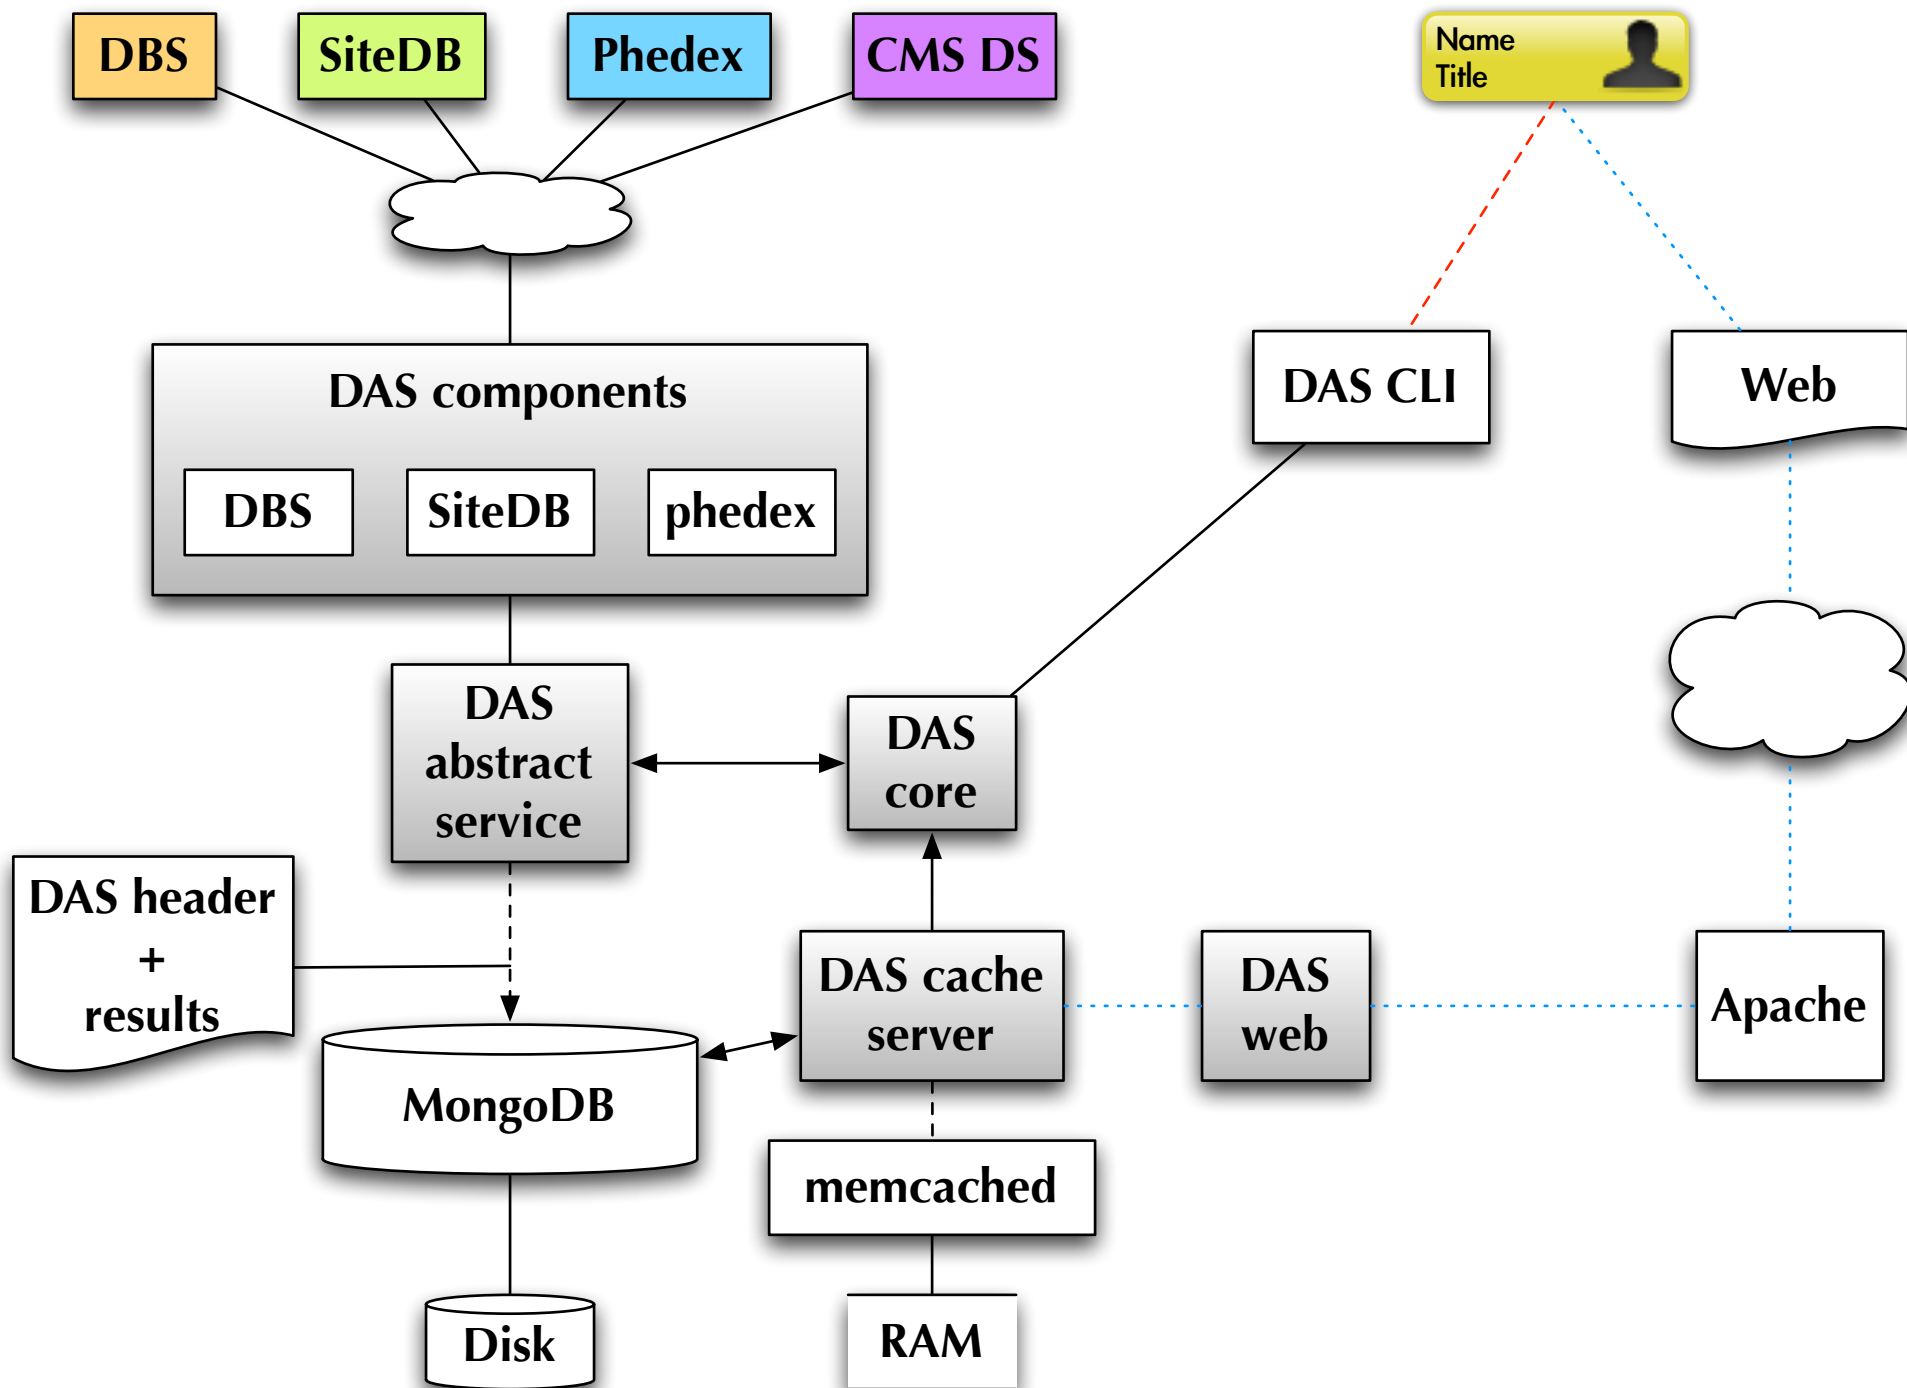 DBS
SiteDB
Phedex
CMS DS
Name
Title
DAS components
DBS
SiteDB
phedex
DAS CLI
Web
DAS
abstract
service
DAS
core
DAS header
+
results
DAS cache
server
DAS
web
Apache
MongoDB
memcached
Disk
RAM